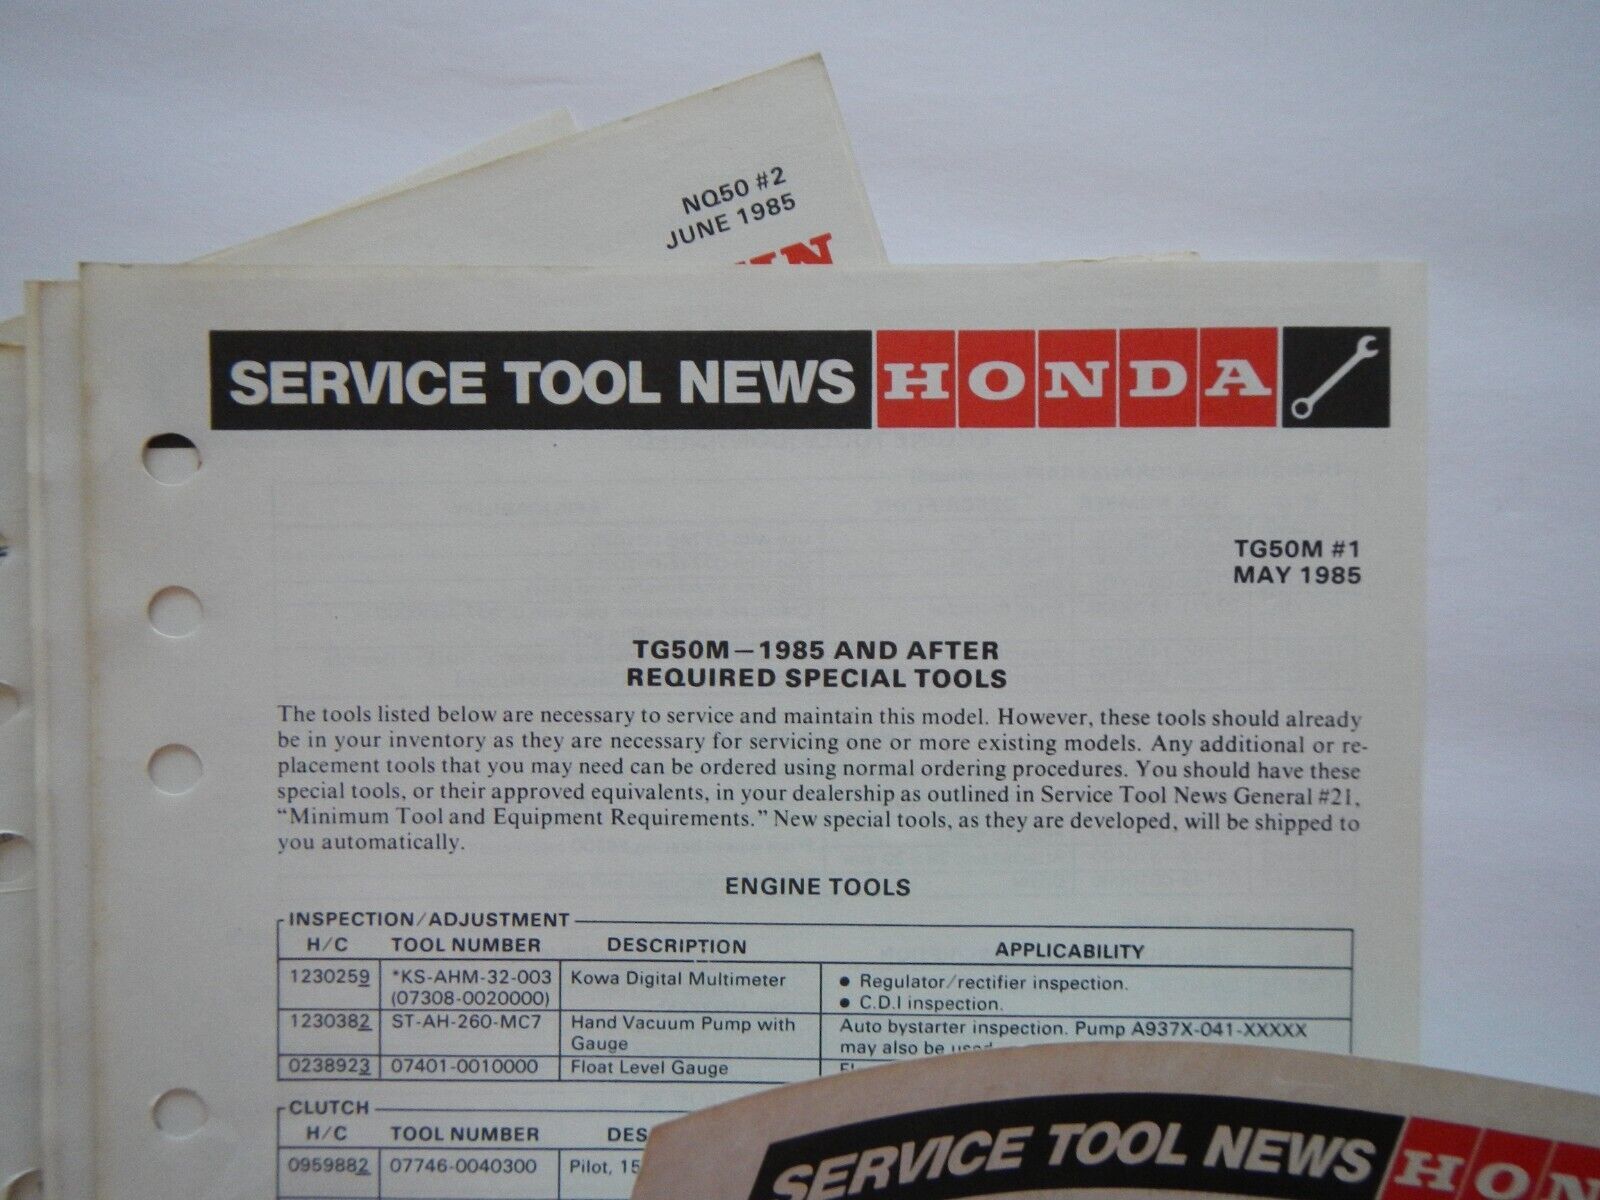 NQ50 #2
JUNE 1985
SERVICE TOOL NEWS HONDA
TG50M #1
MAY 1985
TG50M—1985 AND AFTER
REQUIRED SPECIAL TOOLS
The tools listed below are necessary to service and maintain this model. However, these tools should already
be in your inventory as they are necessary for servicing one or more existing models. Any additional or re-
placement tools that you may need can be ordered using normal ordering procedures. You should have these
special tools, or their approved equivalents, in your dealership as outlined in Service Tool News General #21,
“Minimum Tool and Equipment Requirements.” New special tools, as they are developed, will be shipped to
you automatically.
ENGINE TOOLS
INSPECTION/ADJUSTMENT
H/C TOOL NUMBER DESCRIPTION APPLICABILITY
1230259 *KS-AHM-32-003 Kowa Digital Multimeter ● Regulator/rectifier inspection.
(07308-0020000) ● C.D.I inspection.
1230382 ST-AH-260-MC7 Hand Vacuum Pump with Auto bystarter inspection. Pump A937X-041-XXXXX
Gauge may also be used
0238923 07401-0010000 Float Level Gauge
CLUTCH
H/C TOOL NUMBER DES
0959882 07746-0040300 Pilot, 15
SERVICE TOOL NEWS HON